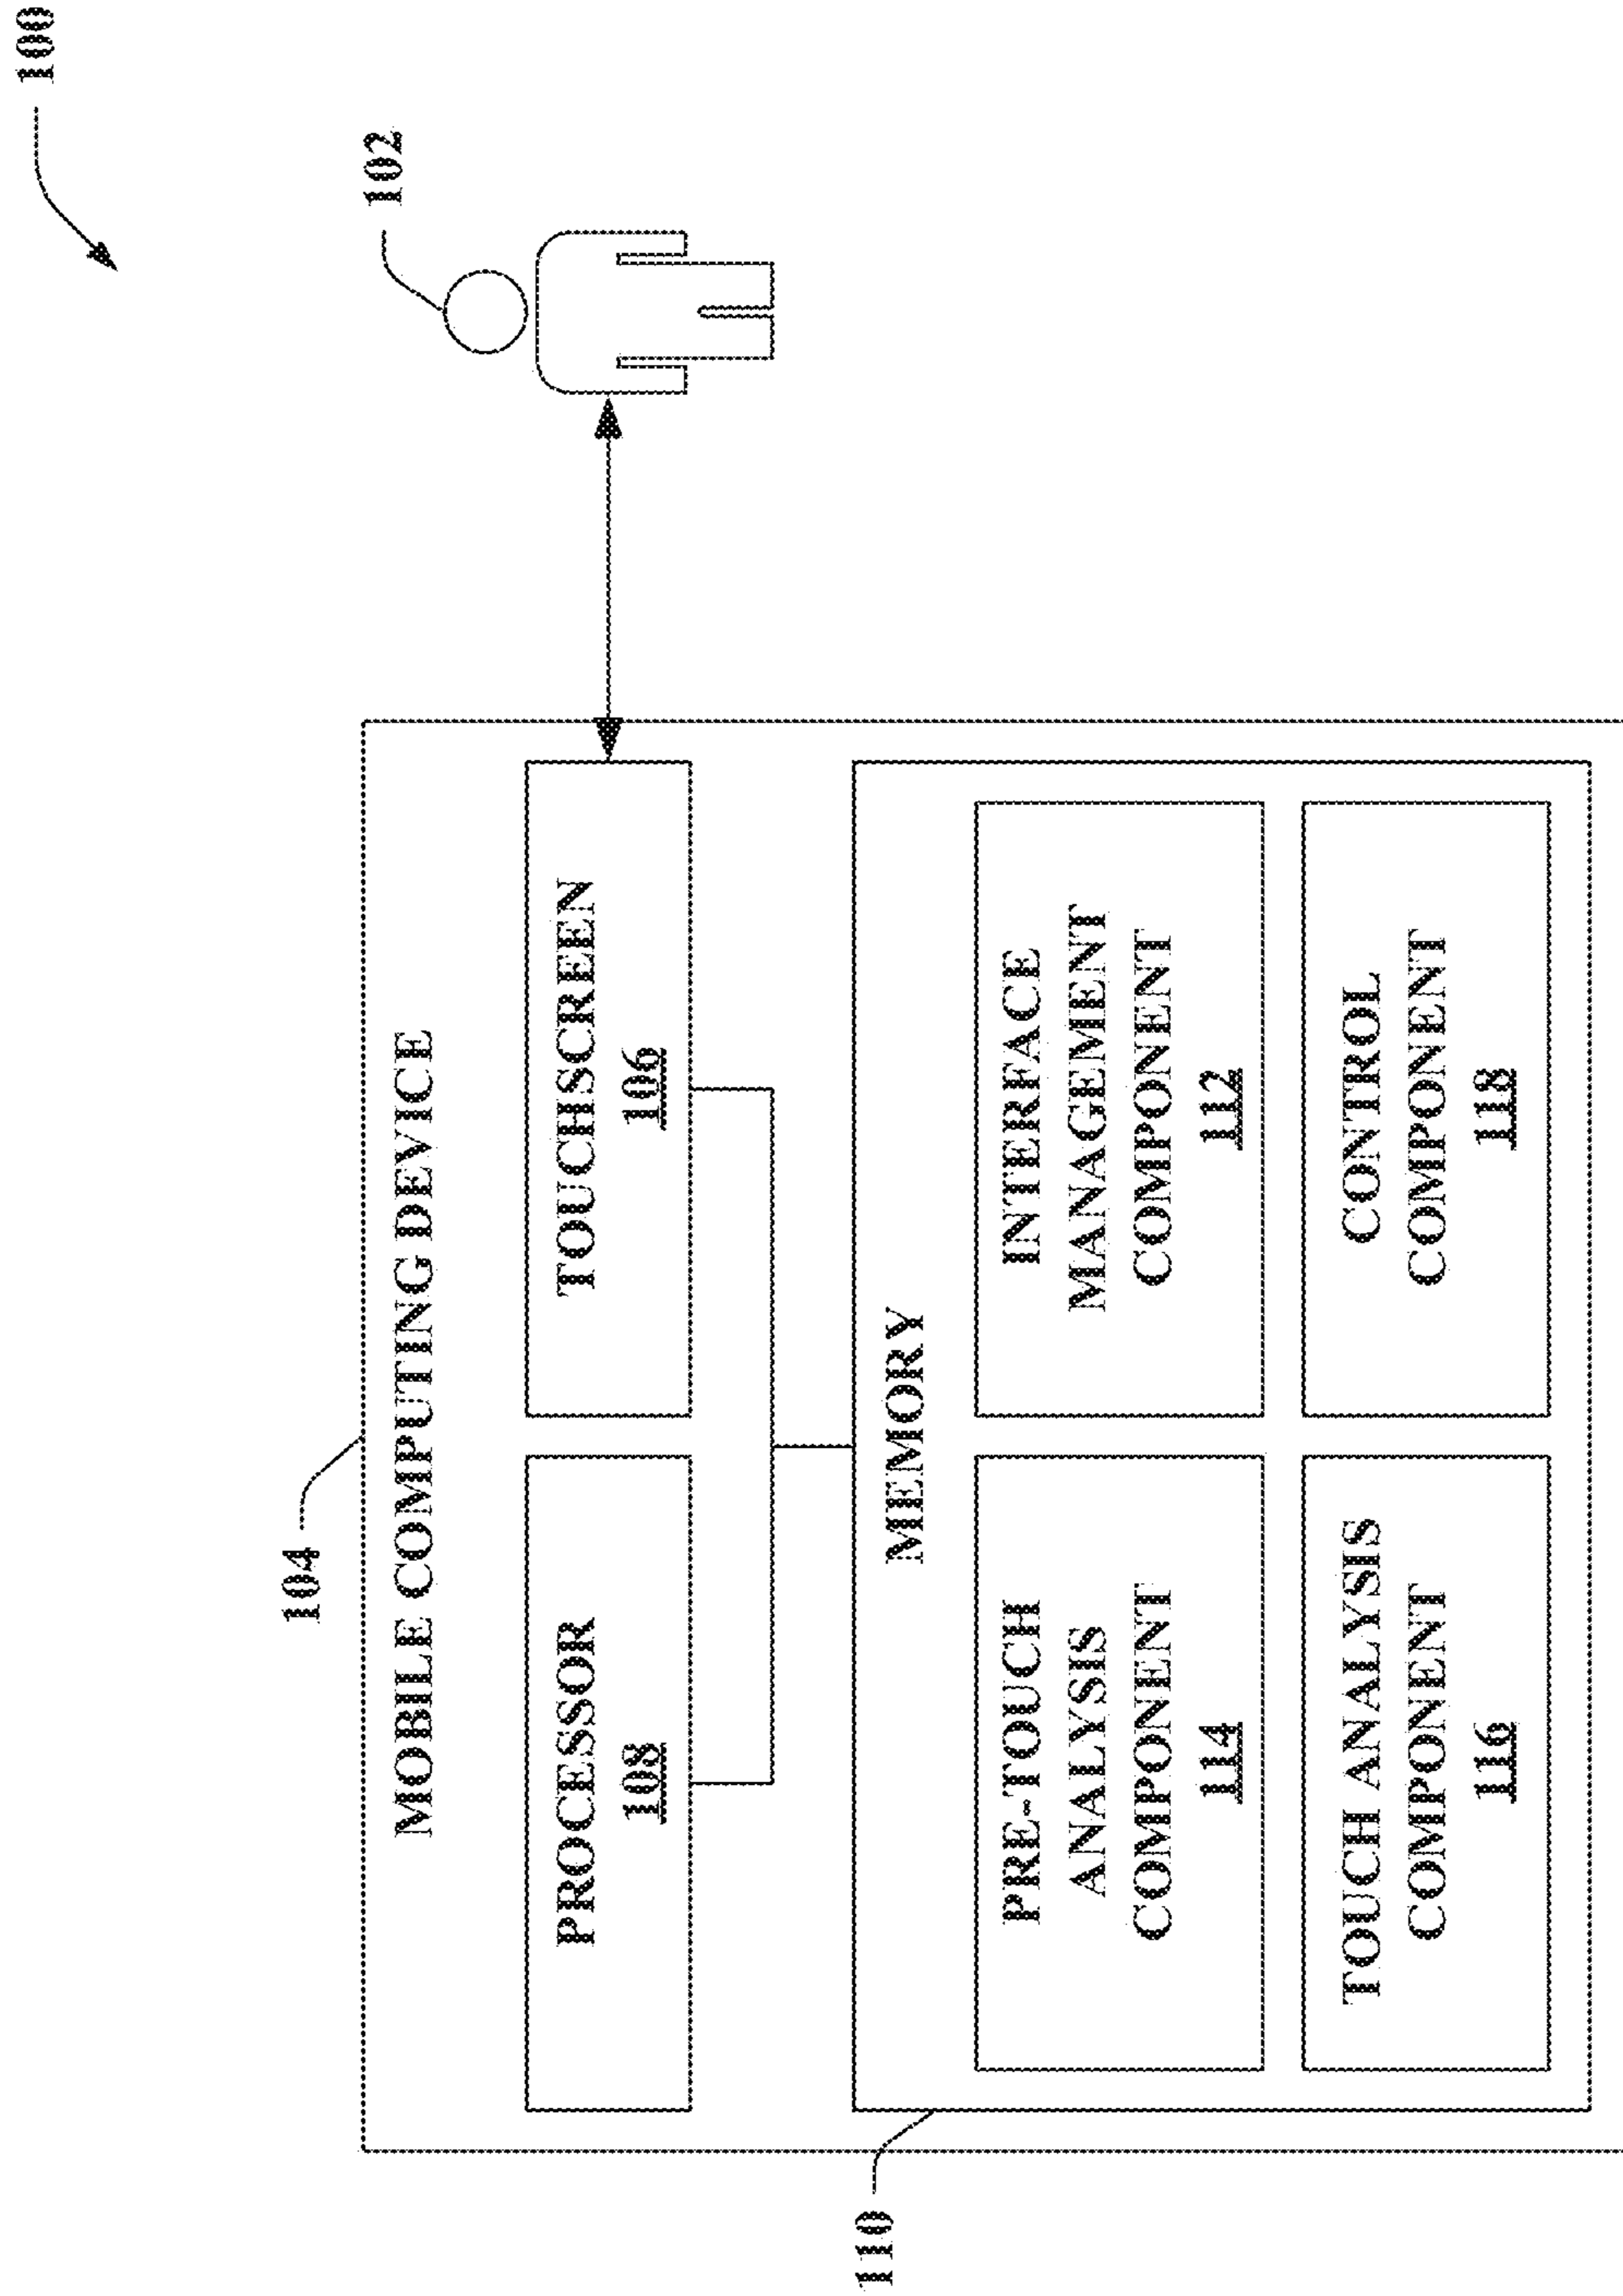 100
102
104
MOBILE COMPUTING DEVICE
PROCESSOR
108
TOUCHSCREEN
106
110
MEMORY
PRE-TOUCH
ANALYSIS
COMPONENT
114
INTERFACE
MANAGEMENT
COMPONENT
112
TOUCH ANALYSIS
COMPONENT
116
CONTROL
COMPONENT
118